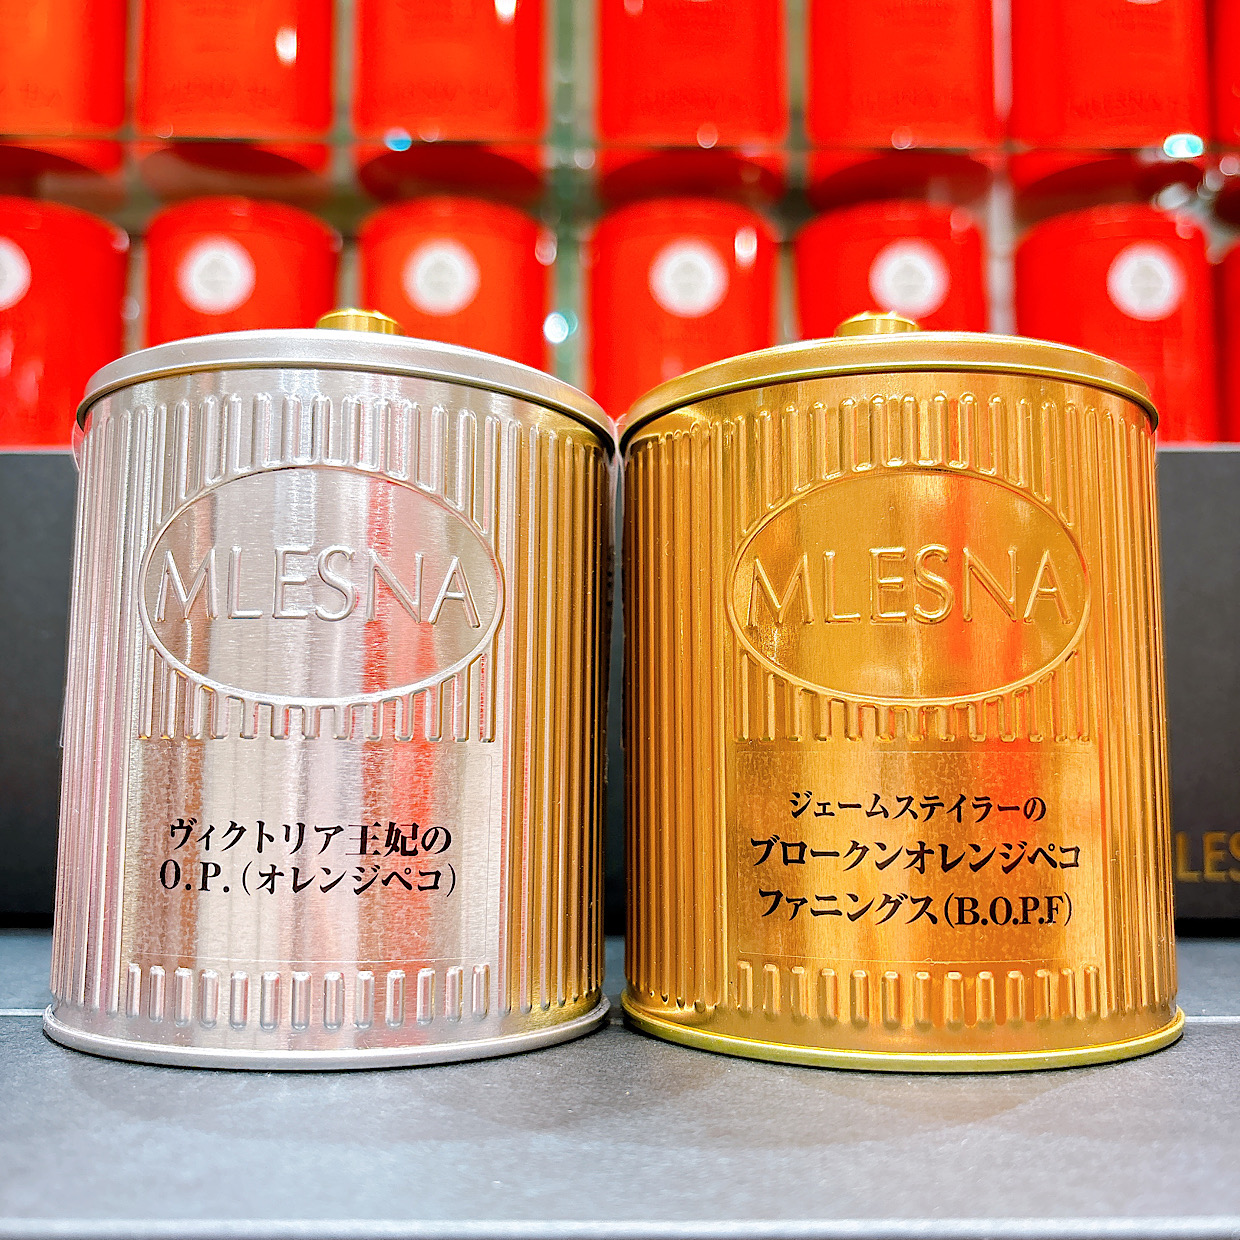 MLESNA
ヴィクトリア王妃の
O.P.(オレンジペコ)
MLESNA
ジェームステイラーの
ブロークンオレンジペコ
ファニングス(B.O.P.F)
LES